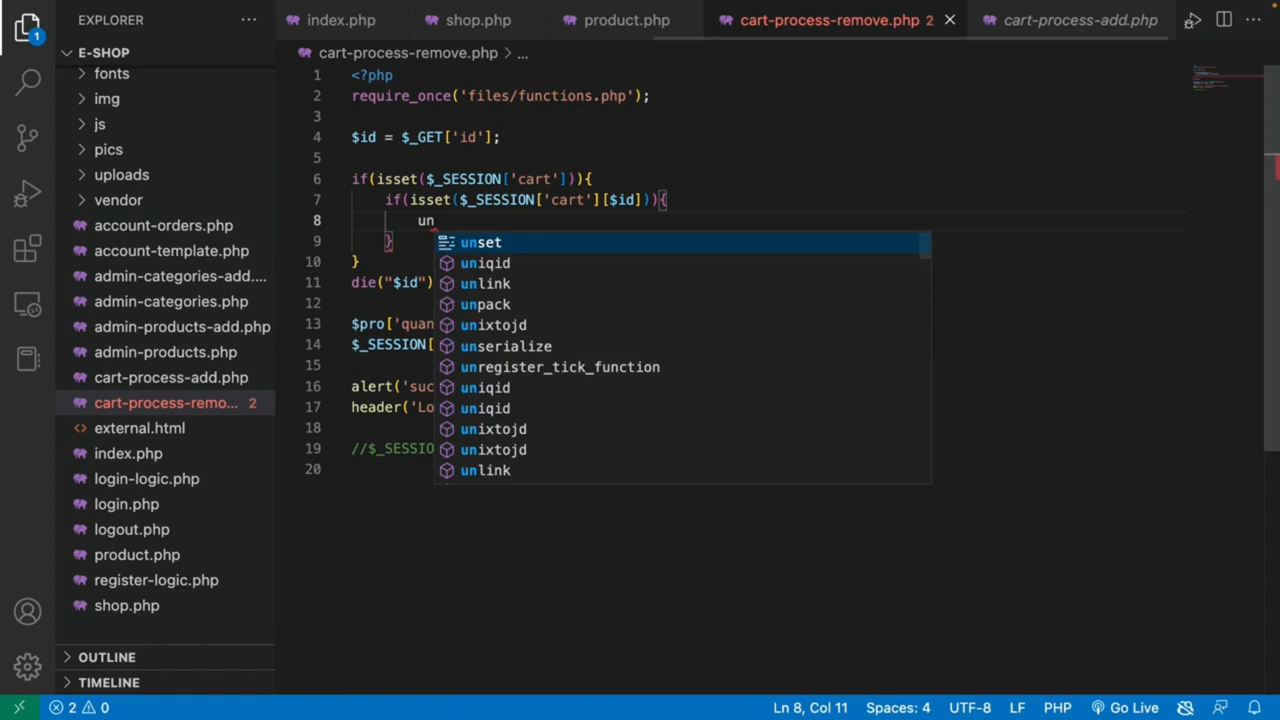 EXPLORER
index.php
shop.php
product.php
cart-process-remove.php 2
cart-process-add.php
E-SHOP
cart-process-remove.php > ...
fonts
img
js
pics
uploads
vendor
account-orders.php
account-template.php
admin-categories-add....
admin-categories.php
admin-products-add.php
admin-products.php
cart-process-add.php
cart-process-remo... 2
external.html
index.php
login-logic.php
login.php
logout.php
product.php
register-logic.php
shop.php
OUTLINE
TIMELINE
1 <?php
2 require_once('files/functions.php');
3
4 $id = $_GET['id'];
5
6 if(isset($_SESSION['cart'])){
7 if(isset($_SESSION['cart'][$id])){
8 un
9 }
10 }
11 die("$id")
12
13 $pro['quan
14 $_SESSION[
15
16 alert('suc
17 header('Lo
18
19 //$_SESSIO
20
unset
uniqid
unlink
unpack
unixtojd
unserialize
unregister_tick_function
uniqid
uniqid
unixtojd
unixtojd
unlink
1
2 0
Ln 8, Col 11
Spaces: 4
UTF-8
LF
PHP
Go Live